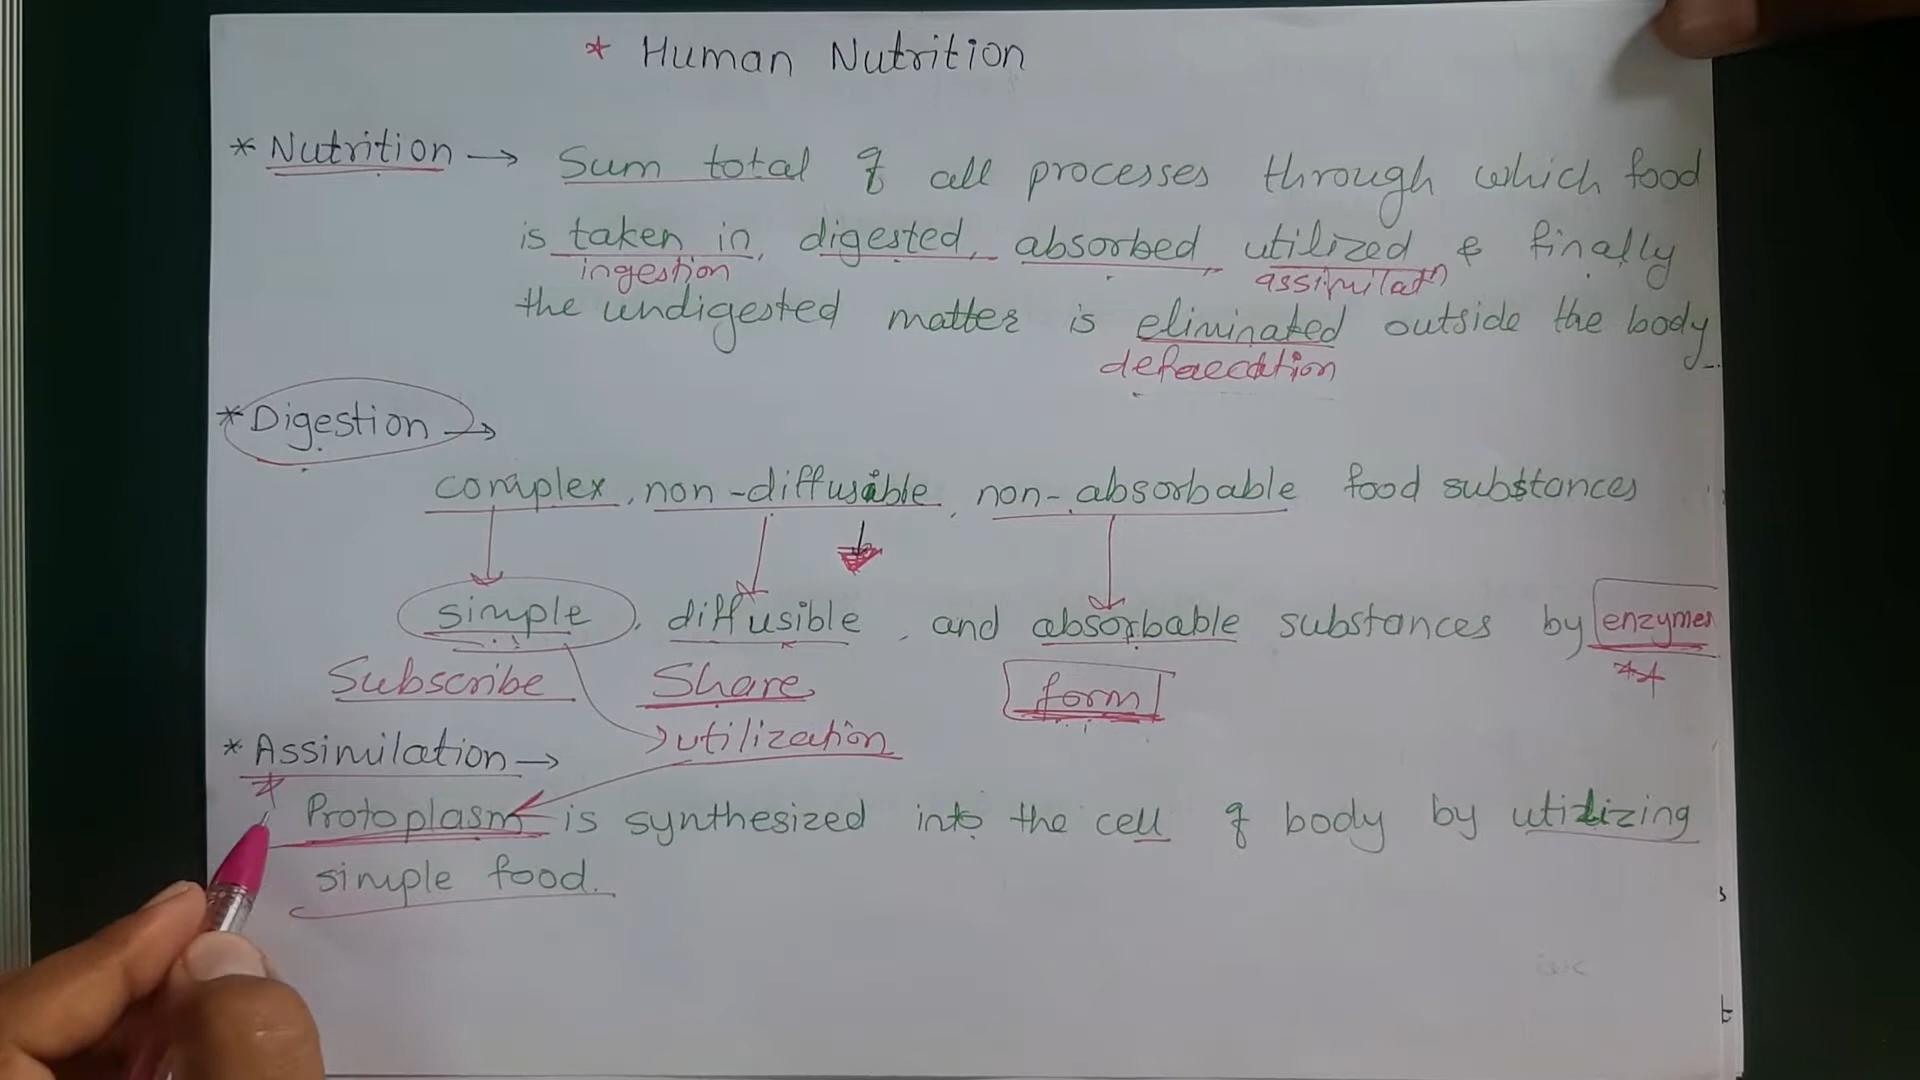 * Human Nutrition
* Nutrition → Sum total of all processes through which food
is taken in, digested, absorbed, utilized & finally
ingestion assimilatn
the undigested matter is eliminated outside the body
defaecation
* Digestion →
complex, non-diffusible, non-absorbable food substances
simple, diffusible, and absorbable substances by enzymes
Subscribe Share form
utilization
* Assimilation →
Protoplasm is synthesized into the cell of body by utilizing
simple food.